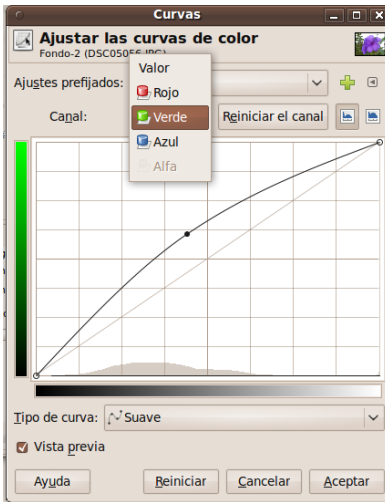 Curvas
Ajustar las curvas de color
Fondo-2 (DSC05056.JPG)
Ajustes prefijados:
Valor
Rojo
Canal:
Verde
Reiniciar el canal
Azul
Alfa
Tipo de curva:
Suave
Vista previa
Ayuda
Reiniciar
Cancelar
Aceptar